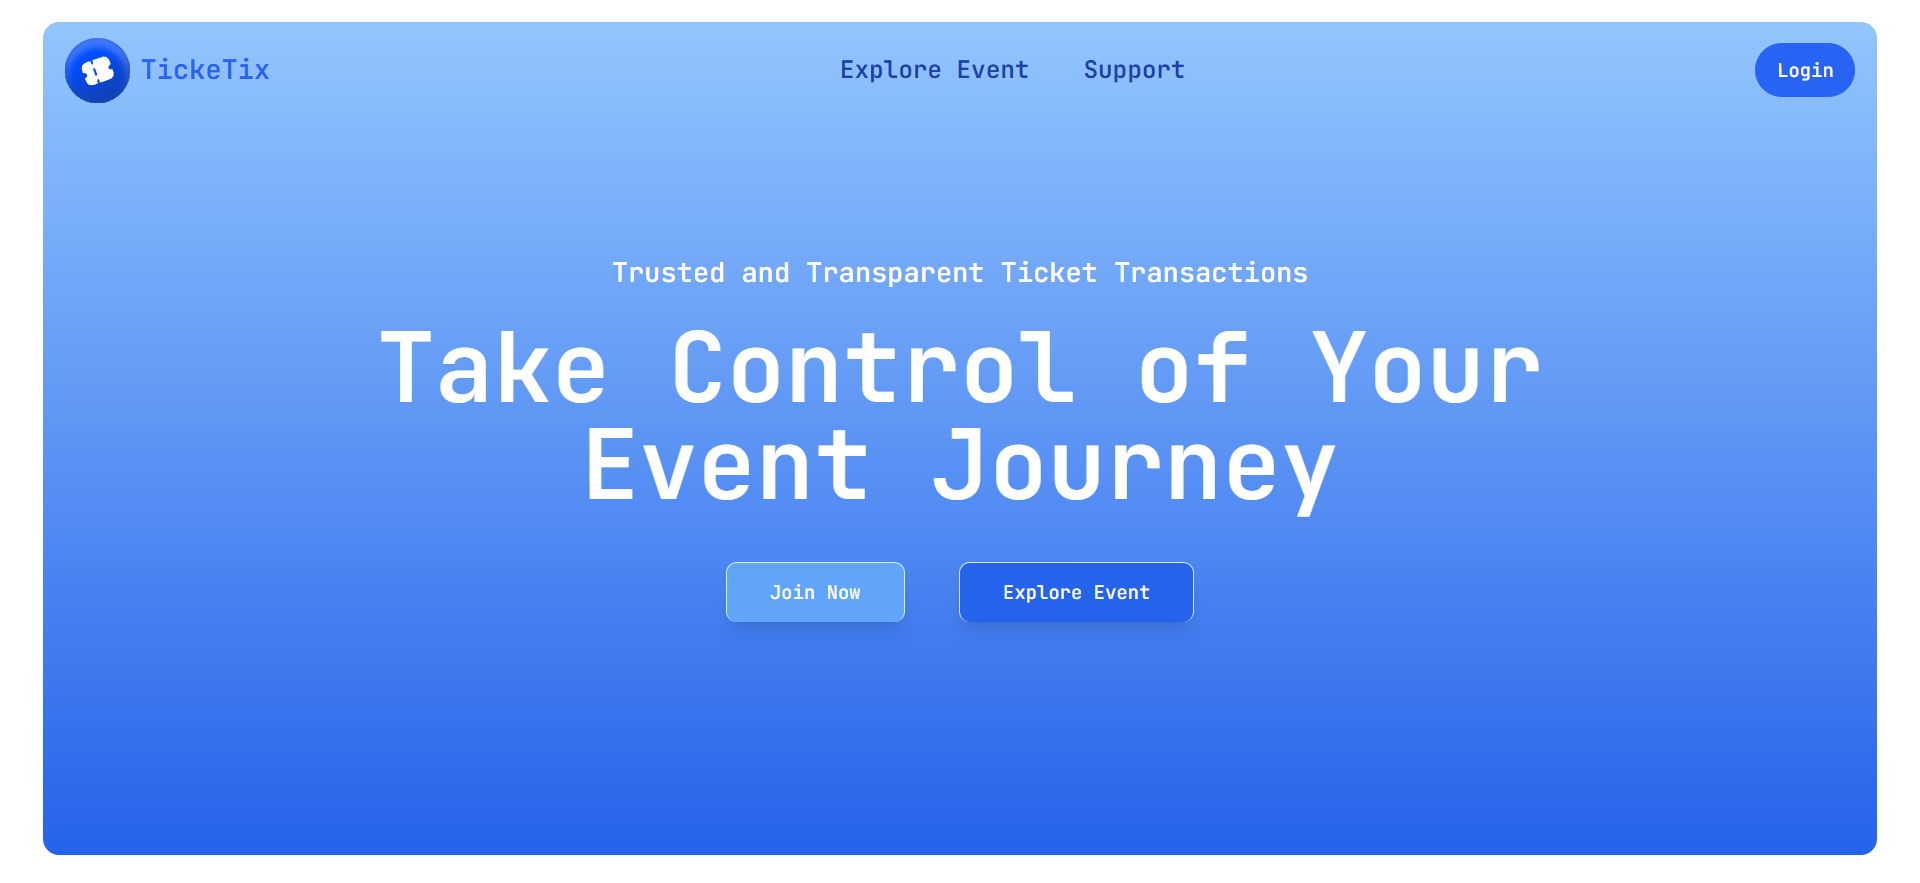 TickeTix
Explore Event
Support
Login
Trusted and Transparent Ticket Transactions
Take Control of Your
Event Journey
Join Now
Explore Event